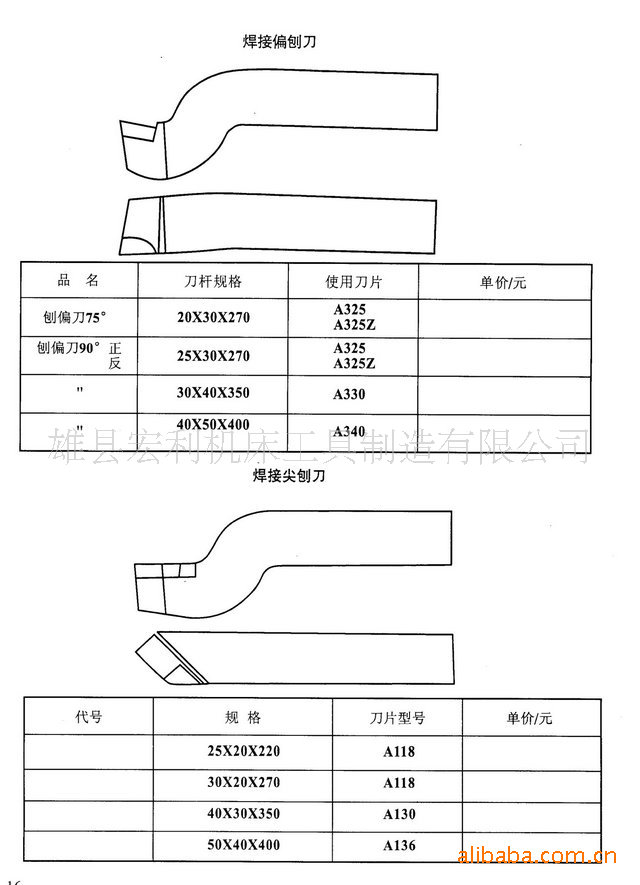 焊接偏刨刀
品 名 刀杆规格 使用刀片 单价/元
刨偏刀75° 20X30X270 A325 A325Z
刨偏刀90° 正反 25X30X270 A325 A325Z
" 30X40X350 A330
" 40X50X400 A340
雄县宏利机床工具制造有限公司
焊接尖刨刀
代号 规 格 刀片型号 单价/元
25X20X220 A118
30X20X270 A118
40X30X350 A130
50X40X400 A136
alibaba.com.cn
16